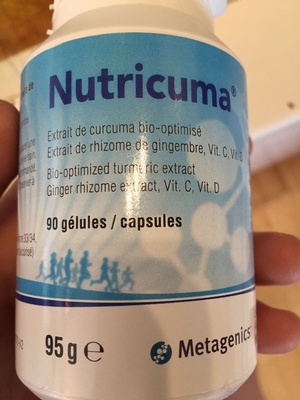 Nutricuma®
Extrait de curcuma bio-optimisé
Extrait de rhizome de gingembre, Vit. C, Vit. D
Bio-optimized turmeric extract
Ginger rhizome extract, Vit. C, Vit. D
90 gélules / capsules
95g e
Metagenics